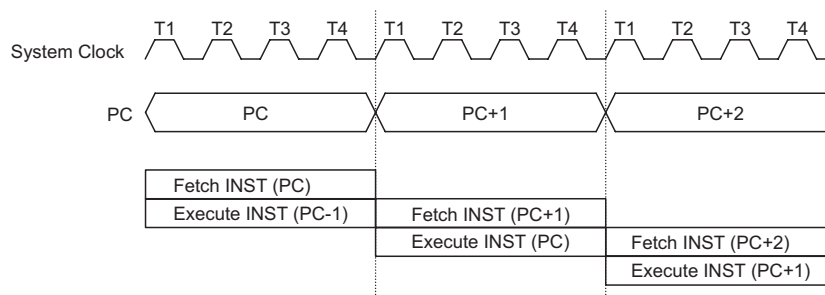 T1 T2 T3 T4 T1 T2 T3 T4 T1 T2 T3 T4
System Clock
PC PC PC+1 PC+2
Fetch INST (PC)
Execute INST (PC-1) Fetch INST (PC+1)
Execute INST (PC) Fetch INST (PC+2)
Execute INST (PC+1)